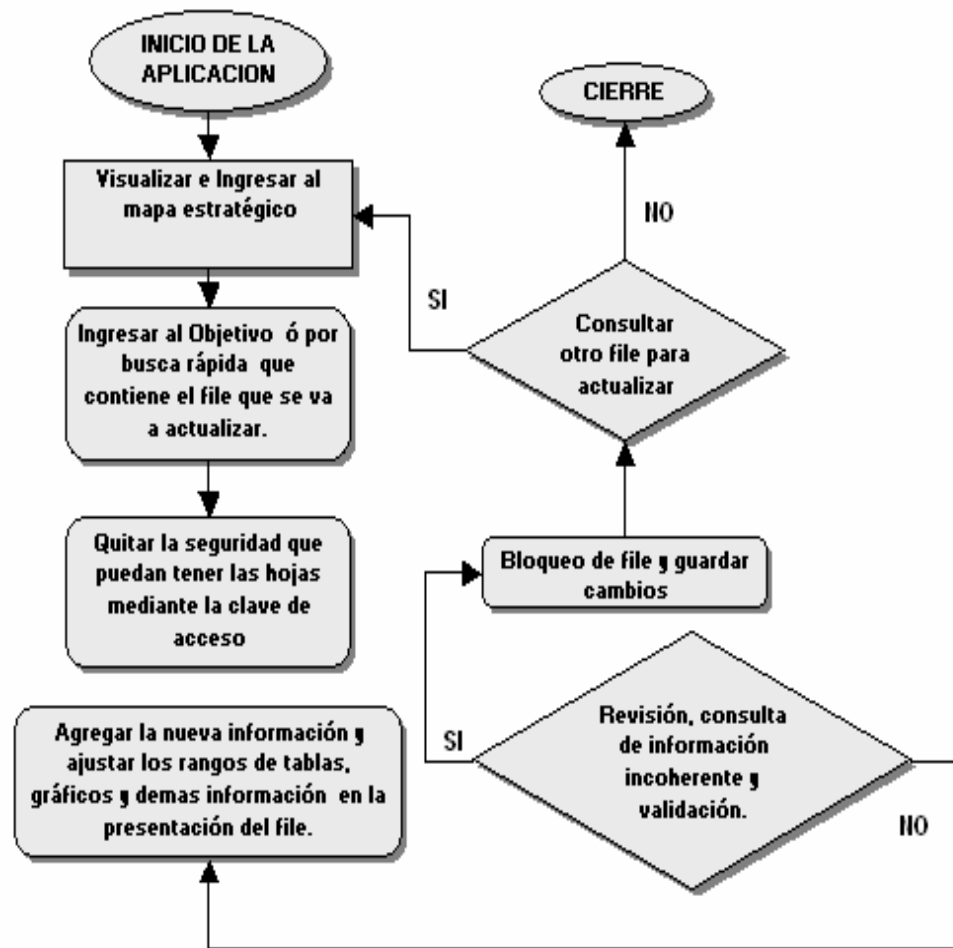 INICIO DE LA
APLICACION
Visualizar e Ingresar al
mapa estratégico
Ingresar al Objetivo ó por
busca rápida que
contiene el file que se va
a actualizar.
Quitar la seguridad que
puedan tener las hojas
mediante la clave de
acceso
Agregar la nueva información y
ajustar los rangos de tablas,
gráficos y demas información en la
presentación del file.
Revisión, consulta
de información
incoherente y
validación.
SI
NO
Bloqueo de file y guardar
cambios
Consultar
otro file para
actualizar
SI
NO
CIERRE